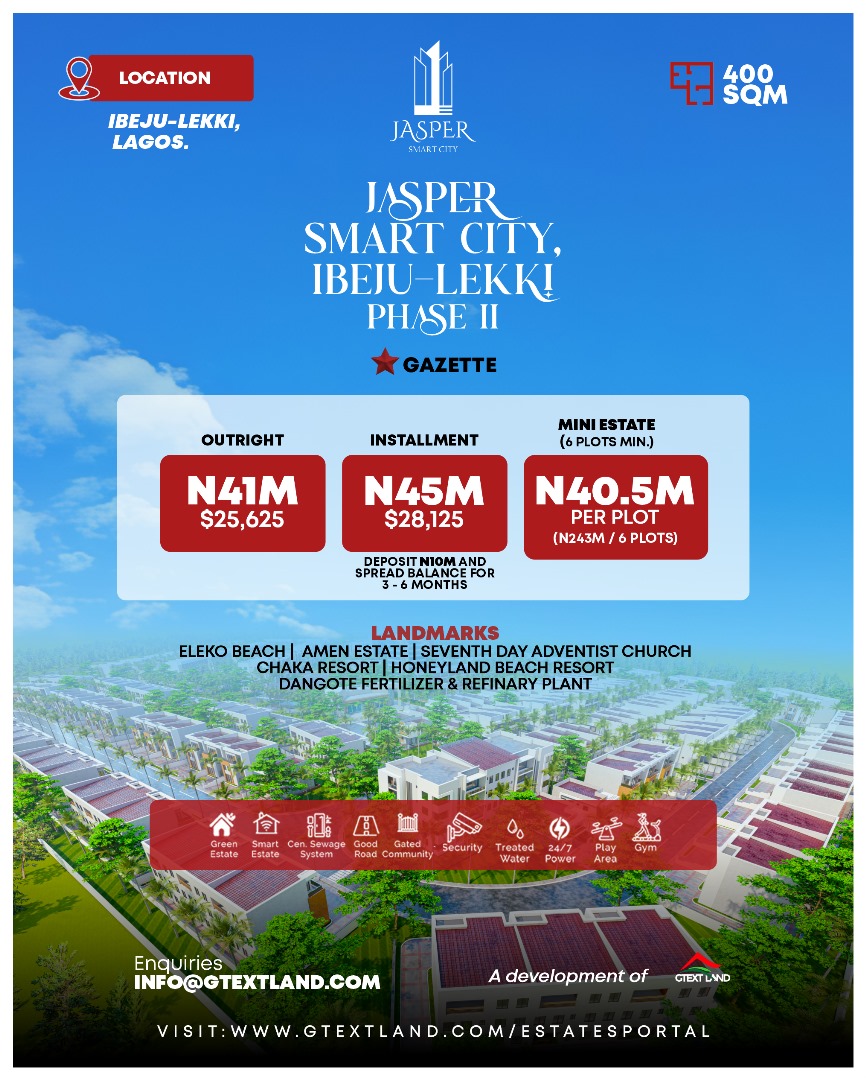 LOCATION
IBEJU-LEKKI,
LAGOS.
JASPER
SMART CITY
400
SQM
JASPER
SMART CITY,
IBEJU-LEKKI
PHASE II
GAZETTE
OUTRIGHT
N41M
$25,625
INSTALLMENT
N45M
$28,125
DEPOSIT N10M AND
SPREAD BALANCE FOR
3 - 6 MONTHS
MINI ESTATE
(6 PLOTS MIN.)
N40.5M
PER PLOT
(N243M / 6 PLOTS)
LANDMARKS
ELEKO BEACH | AMEN ESTATE | SEVENTH DAY ADVENTIST CHURCH
CHAKA RESORT | HONEYLAND BEACH RESORT
DANGOTE FERTILIZER & REFINARY PLANT
Green
Estate
Smart
Estate
Cen. Sewage
System
Good
Road
Gated
Community
Security
Treated
Water
24/7
Power
Play
Area
Gym
Enquiries
INFO@GTEXTLAND.COM
A development of
GTEXT LAND
VISIT:WWW.GTEXTLAND.COM/ESTATESPORTAL